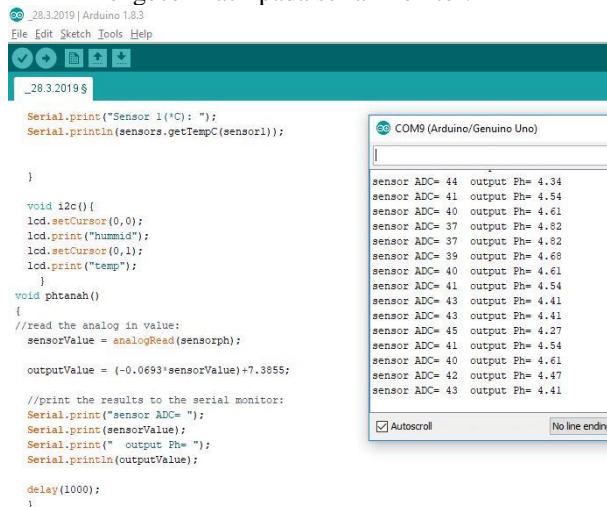 _28.3.2019 | Arduino 1.8.3
File Edit Sketch Tools Help
_28.3.2019 §
Serial.print("Sensor 1(*C): ");
Serial.println(sensors.getTempC(sensor1));
}
void i2c(){
lcd.setCursor(0,0);
lcd.print("hummid");
lcd.setCursor(0,1);
lcd.print("temp");
}
void phtanah()
{
//read the analog in value:
sensorValue = analogRead(sensorph);
outputValue = (-0.0693*sensorValue)+7.3855;
//print the results to the serial monitor:
Serial.print("sensor ADC= ");
Serial.print(sensorValue);
Serial.print("  output Ph= ");
Serial.println(outputValue);
delay(1000);
}
COM9 (Arduino/Genuino Uno)
sensor ADC= 44  output Ph= 4.34
sensor ADC= 41  output Ph= 4.54
sensor ADC= 40  output Ph= 4.61
sensor ADC= 37  output Ph= 4.82
sensor ADC= 37  output Ph= 4.82
sensor ADC= 39  output Ph= 4.68
sensor ADC= 40  output Ph= 4.61
sensor ADC= 41  output Ph= 4.54
sensor ADC= 43  output Ph= 4.41
sensor ADC= 43  output Ph= 4.41
sensor ADC= 45  output Ph= 4.27
sensor ADC= 41  output Ph= 4.54
sensor ADC= 40  output Ph= 4.61
sensor ADC= 42  output Ph= 4.47
sensor ADC= 43  output Ph= 4.41
Autoscroll
No line ending